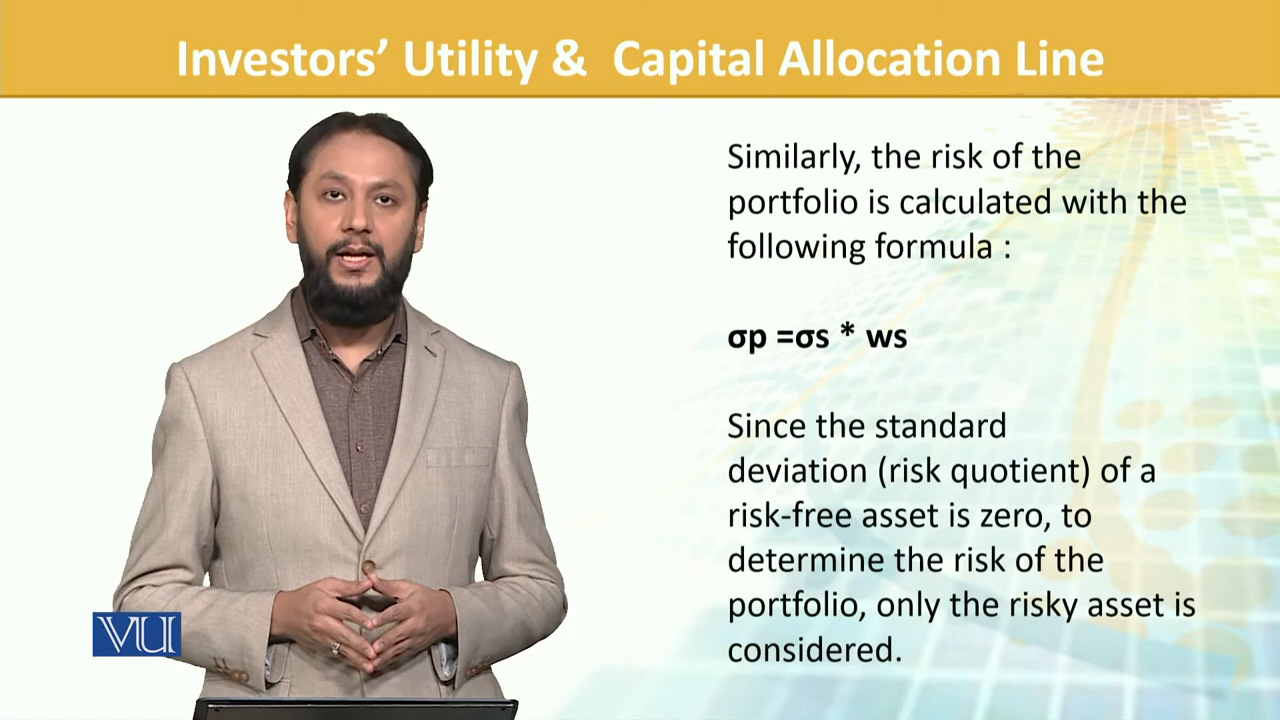 Investors’ Utility & Capital Allocation Line
Similarly, the risk of the
portfolio is calculated with the
following formula :
σp =σs * ws
Since the standard
deviation (risk quotient) of a
risk-free asset is zero, to
determine the risk of the
portfolio, only the risky asset is
considered.
VU